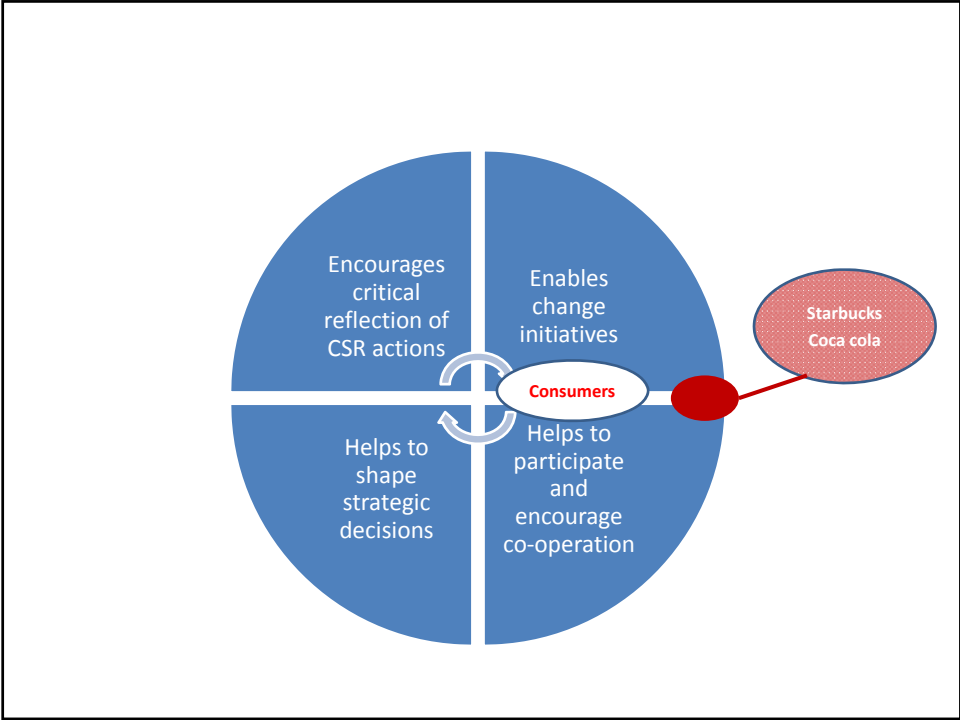 Encourages
critical
reflection of
CSR actions
Enables
change
initiatives
Starbucks
Coca cola
Consumers
Helps to
shape
strategic
decisions
Helps to
participate
and
encourage
co-operation